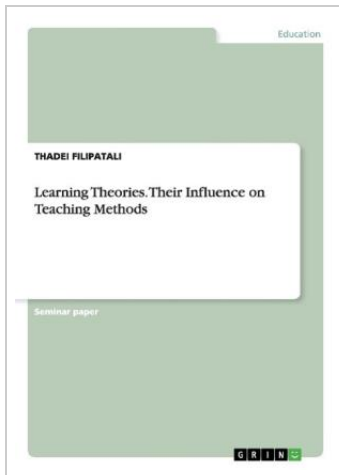 Education
THADEI FILIPATALI
Learning Theories. Their Influence on
Teaching Methods
Seminar paper
GRIN